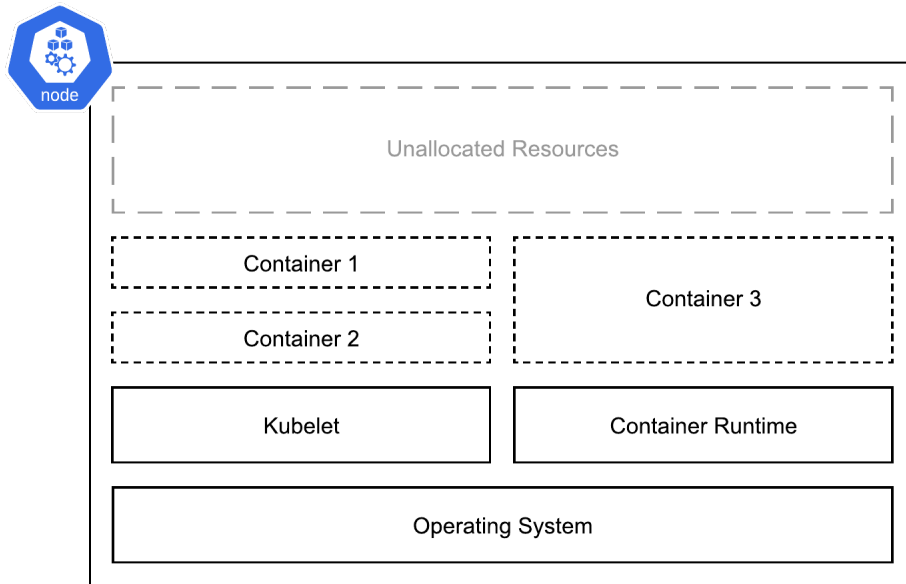 node
Unallocated Resources
Container 1
Container 2
Container 3
Kubelet
Container Runtime
Operating System